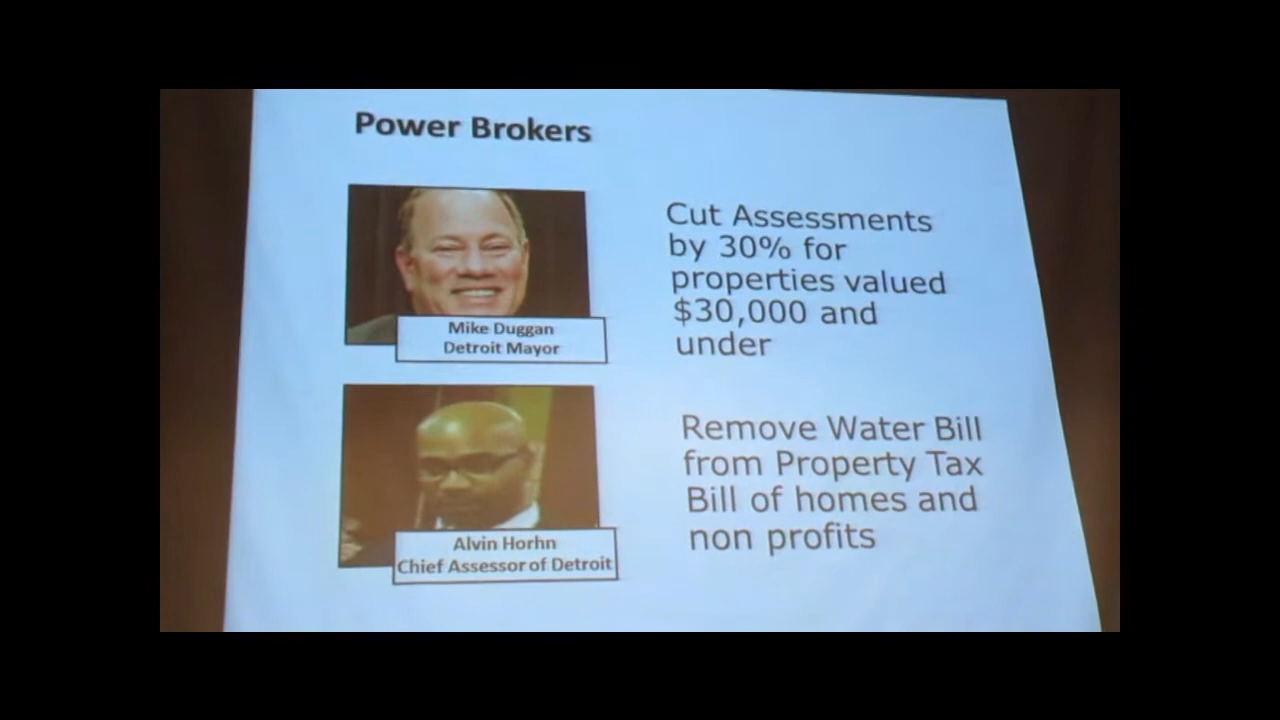 Power Brokers
Mike Duggan
Detroit Mayor
Cut Assessments
by 30% for
properties valued
$30,000 and
under
Alvin Horhn
Chief Assessor of Detroit
Remove Water Bill
from Property Tax
Bill of homes and
non profits